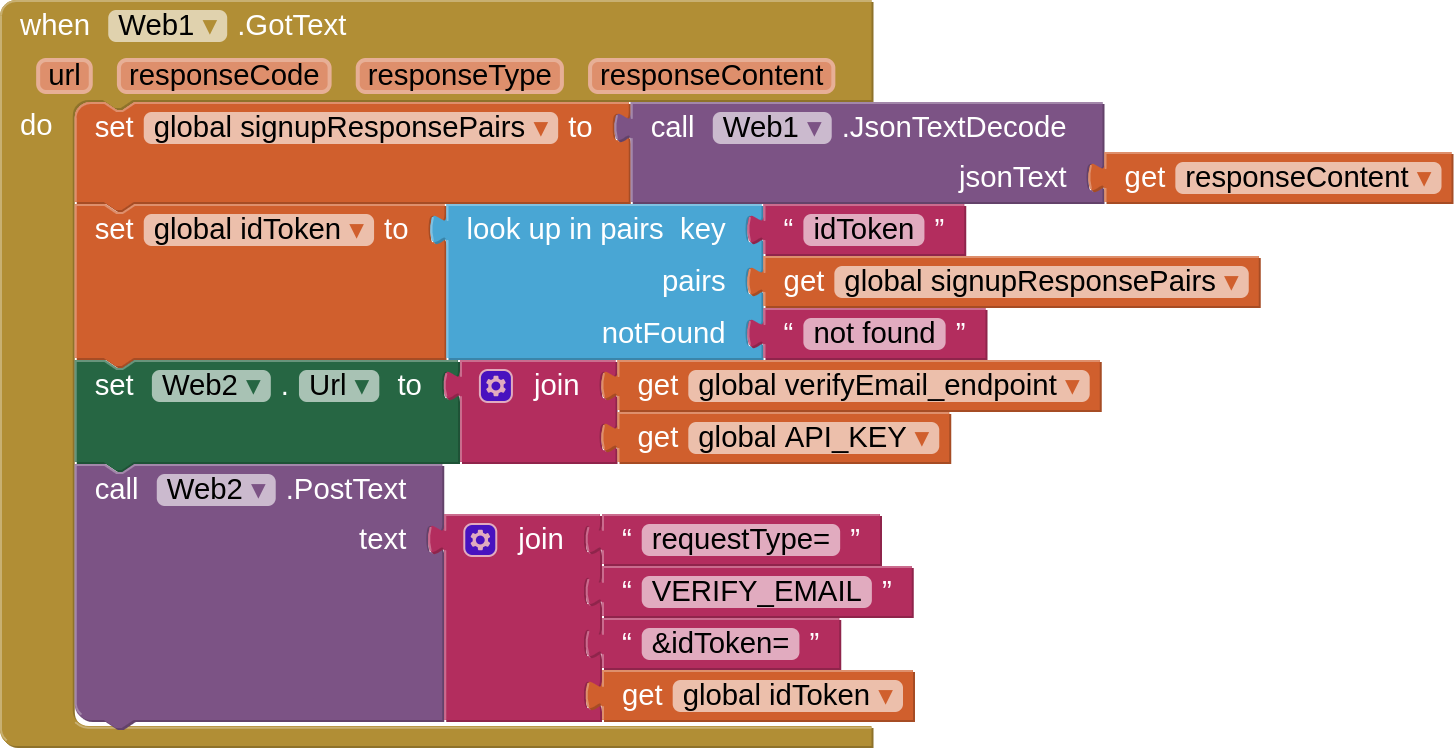 when Web1 ▾ .GotText
url responseCode responseType responseContent
do set global signupResponsePairs ▾ to call Web1 ▾ .JsonTextDecode
jsonText get responseContent ▾
set global idToken ▾ to look up in pairs key “ idToken ”
pairs get global signupResponsePairs ▾
notFound “ not found ”
set Web2 ▾ . Url ▾ to join get global verifyEmail_endpoint ▾
get global API_KEY ▾
call Web2 ▾ .PostText
text join “ requestType= ”
“ VERIFY_EMAIL ”
“ &idToken= ”
get global idToken ▾